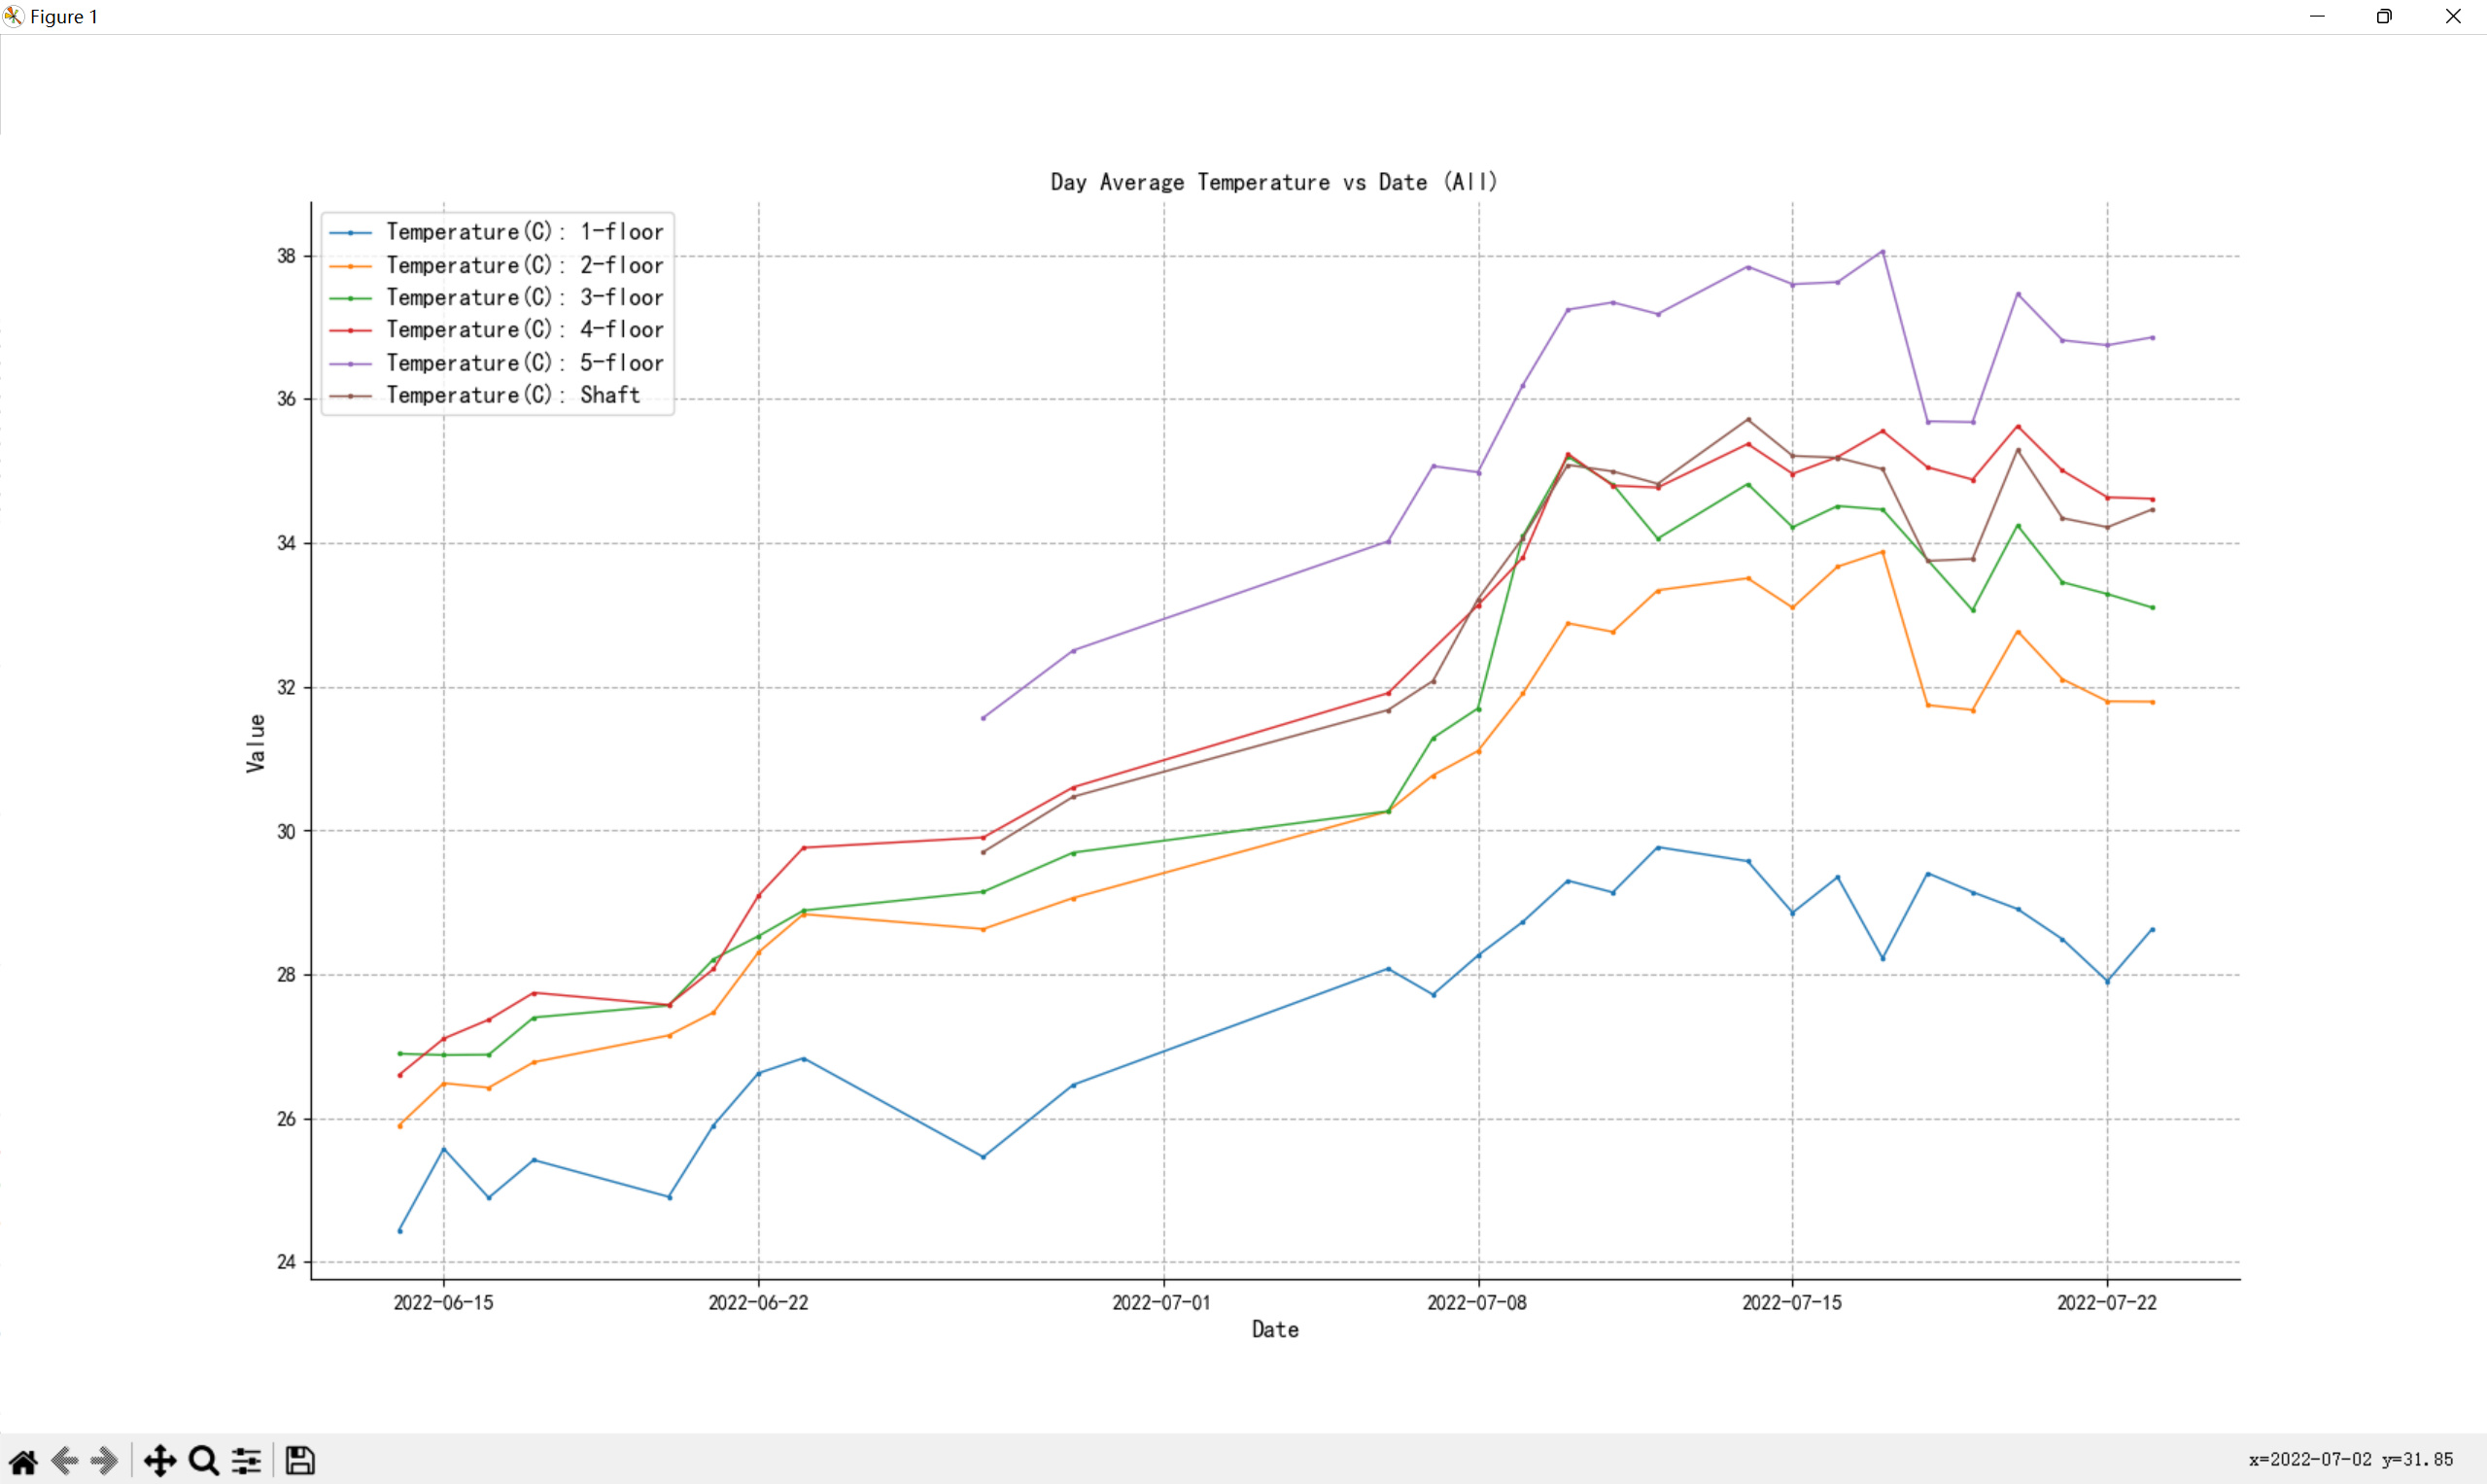 Figure 1
Day Average Temperature vs Date (All)
Temperature(C): 1-floor
Temperature(C): 2-floor
Temperature(C): 3-floor
Temperature(C): 4-floor
Temperature(C): 5-floor
Temperature(C): Shaft
38
36
34
32
30
28
26
24
Value
2022-06-15
2022-06-22
2022-07-01
2022-07-08
2022-07-15
2022-07-22
Date
x=2022-07-02 y=31.85